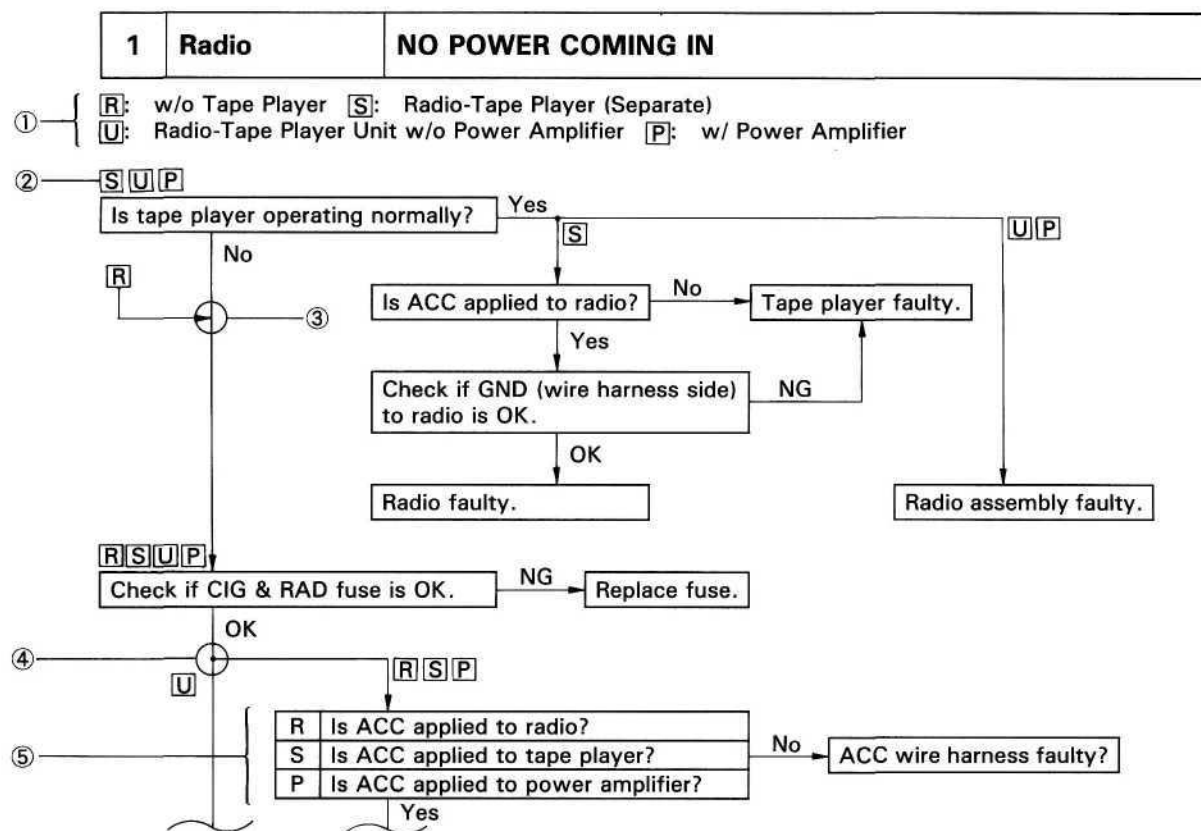 1 Radio NO POWER COMING IN
① R: w/o Tape Player S: Radio-Tape Player (Separate)
U: Radio-Tape Player Unit w/o Power Amplifier P: w/ Power Amplifier
② S U P
Is tape player operating normally?
Yes
S
U P
No
R
③
Is ACC applied to radio?
No
Tape player faulty.
Yes
Check if GND (wire harness side)
to radio is OK.
NG
OK
Radio faulty.
Radio assembly faulty.
R S U P
Check if CIG & RAD fuse is OK.
NG
Replace fuse.
OK
④
U
R S P
⑤
R Is ACC applied to radio?
S Is ACC applied to tape player?
P Is ACC applied to power amplifier?
No
ACC wire harness faulty?
Yes